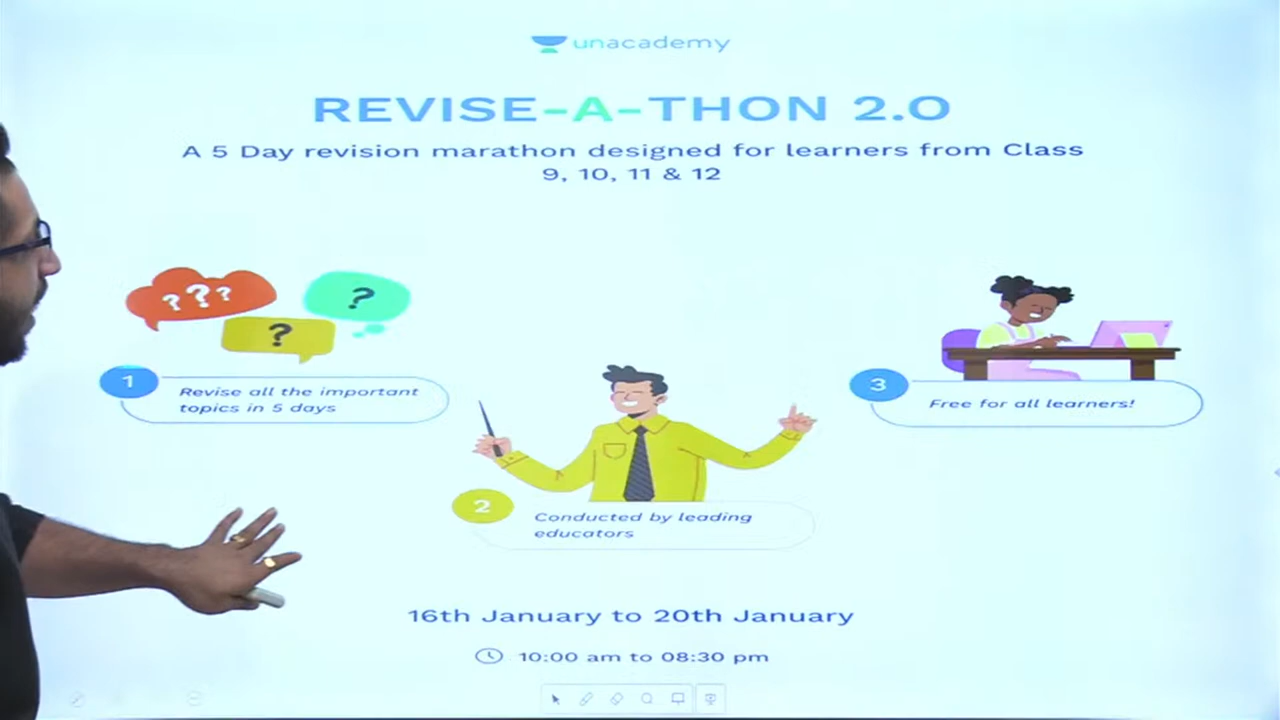 unacademy
REVISE-A-THON 2.0
A 5 Day revision marathon designed for learners from Class
9, 10, 11 & 12
? ? ?
?
?
1
Revise all the important
topics in 5 days
2
Conducted by leading
educators
3
Free for all learners!
16th January to 20th January
10:00 am to 08:30 pm